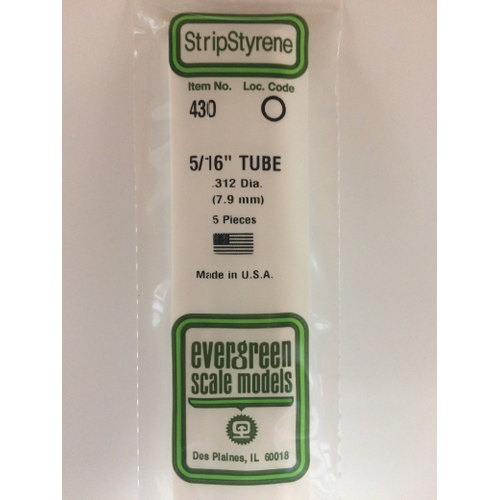 StripStyrene
Item No. Loc. Code
430
5/16" TUBE
.312 Dia.
(7.9 mm)
5 Pieces
Made in U.S.A.
evergreen
scale models
Des Plaines, IL 60018